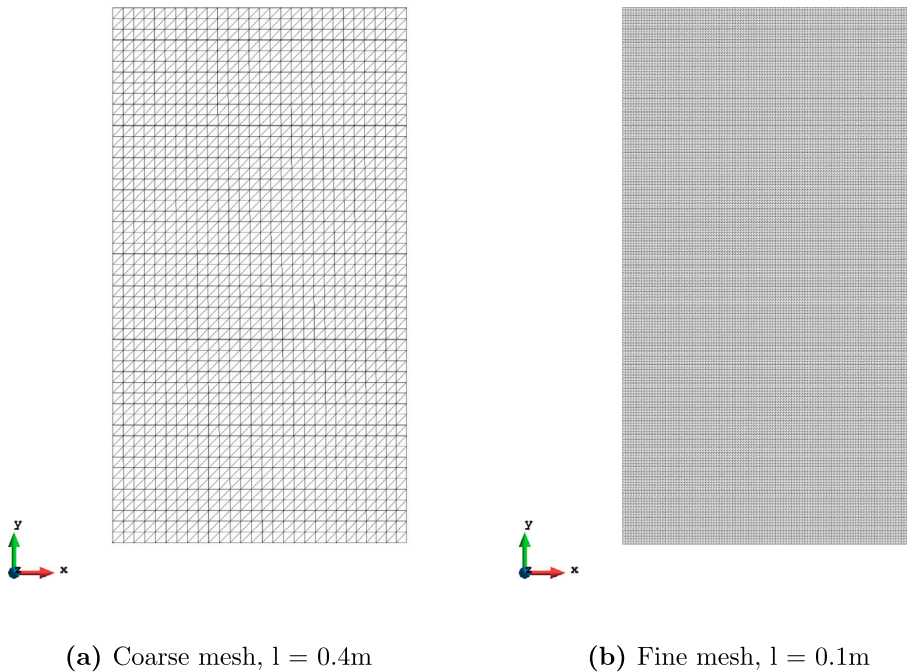 y
z
x
y
z
x
(a) Coarse mesh, l = 0.4m
(b) Fine mesh, l = 0.1m